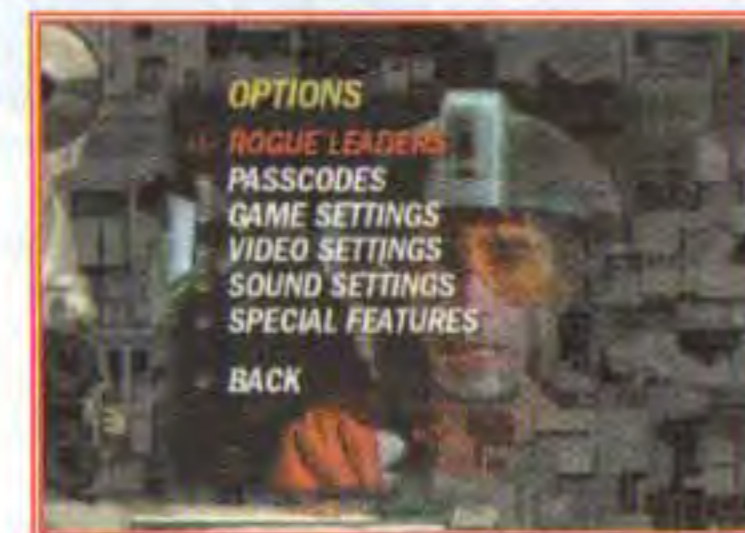 OPTIONS
ROGUE LEADERS
PASSCODES
GAME SETTINGS
VIDEO SETTINGS
SOUND SETTINGS
SPECIAL FEATURES
BACK